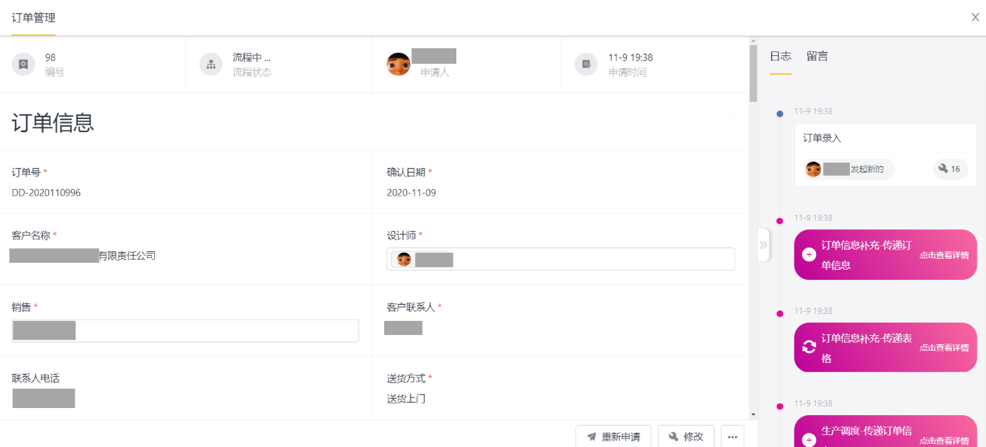 订单管理
98
编号
流程中 ...
流程状态
申请人
11-9 19:38
申请时间
订单信息
订单号 *
DD-2020110996
确认日期 *
2020-11-09
客户名称 *
有限责任公司
设计师 *
销售 *
客户联系人 *
联系人电话
送货方式 *
送货上门
重新申请
修改
日志
留言
11-9 19:38
订单录入
发起新的
16
11-9 19:38
订单信息补充-传递订
单信息
点击查看详情
11-9 19:38
订单信息补充-传递表
格
点击查看详情
11-9 19:38
生产调度-传递订单信
点击查看详情